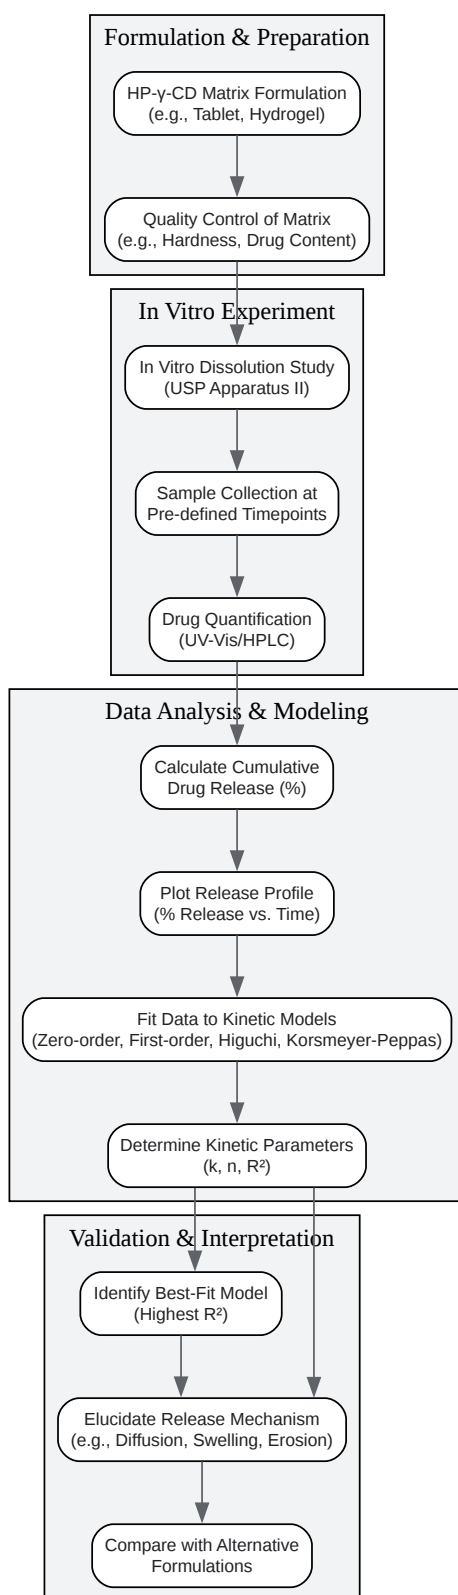 Formulation & Preparation
HP-γ-CD Matrix Formulation
(e.g., Tablet, Hydrogel)
Quality Control of Matrix
(e.g., Hardness, Drug Content)
In Vitro Experiment
In Vitro Dissolution Study
(USP Apparatus II)
Sample Collection at
Pre-defined Timepoints
Drug Quantification
(UV-Vis/HPLC)
Data Analysis & Modeling
Calculate Cumulative
Drug Release (%)
Plot Release Profile
(% Release vs. Time)
Fit Data to Kinetic Models
(Zero-order, First-order, Higuchi, Korsmeyer-Peppas)
Determine Kinetic Parameters
(k, n, R²)
Validation & Interpretation
Identify Best-Fit Model
(Highest R²)
Elucidate Release Mechanism
(e.g., Diffusion, Swelling, Erosion)
Compare with Alternative
Formulations